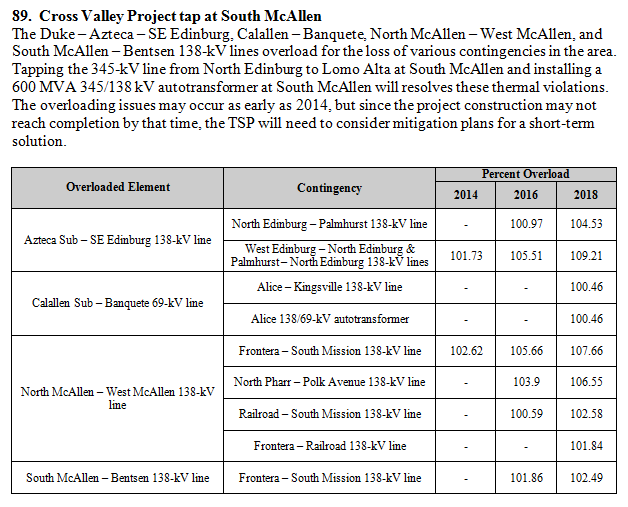 89. Cross Valley Project tap at South McAllen
The Duke – Azteca – SE Edinburg, Calallen – Banquete, North McAllen – West McAllen, and
South McAllen – Bentsen 138-kV lines overload for the loss of various contingencies in the area.
Tapping the 345-kV line from North Edinburg to Lomo Alta at South McAllen and installing a
600 MVA 345/138 kV autotransformer at South McAllen will resolves these thermal violations.
The overloading issues may occur as early as 2014, but since the project construction may not
reach completion by that time, the TSP will need to consider mitigation plans for a short-term
solution.
Overloaded Element Contingency Percent Overload
2014 2016 2018
Azteca Sub – SE Edinburg 138-kV line
North Edinburg – Palmhurst 138-kV line - 100.97 104.53
West Edinburg – North Edinburg &
Palmhurst – North Edinburg 138-kV lines 101.73 105.51 109.21
Calallen Sub – Banquete 69-kV line
Alice – Kingsville 138-kV line - - 100.46
Alice 138/69-kV autotransformer - - 100.46
North McAllen – West McAllen 138-kV
line
Frontera – South Mission 138-kV line 102.62 105.66 107.66
North Pharr – Polk Avenue 138-kV line - 103.9 106.55
Railroad – South Mission 138-kV line - 100.59 102.58
Frontera – Railroad 138-kV line - - 101.84
South McAllen – Bentsen 138-kV line Frontera – South Mission 138-kV line - 101.86 102.49